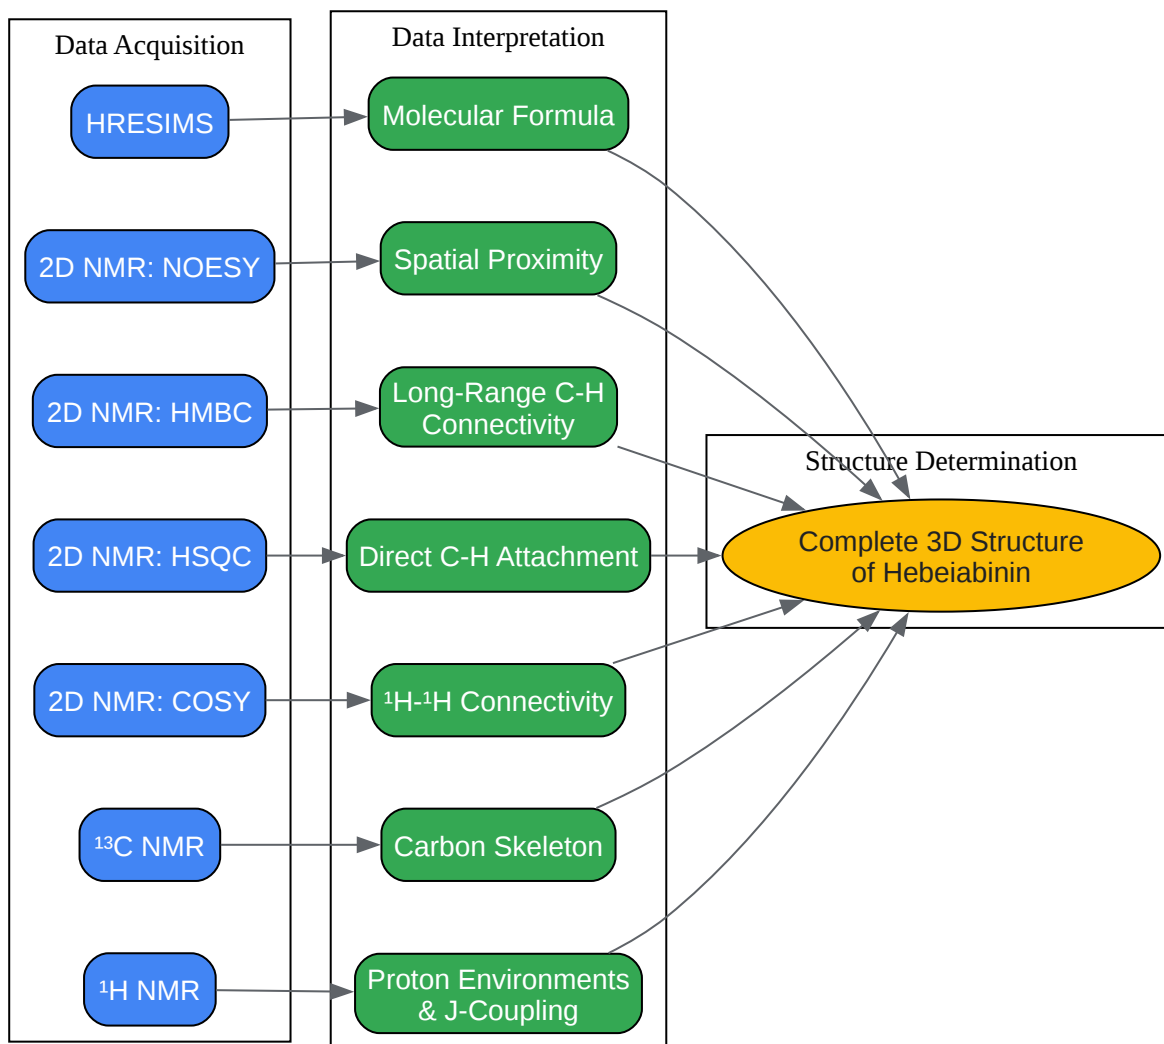 Data Acquisition
HRESIMS
2D NMR: NOESY
2D NMR: HMBC
2D NMR: HSQC
2D NMR: COSY
¹³C NMR
¹H NMR
Data Interpretation
Molecular Formula
Spatial Proximity
Long-Range C-H
Connectivity
Direct C-H Attachment
¹H-¹H Connectivity
Carbon Skeleton
Proton Environments
& J-Coupling
Structure Determination
Complete 3D Structure
of Hebeiabinin